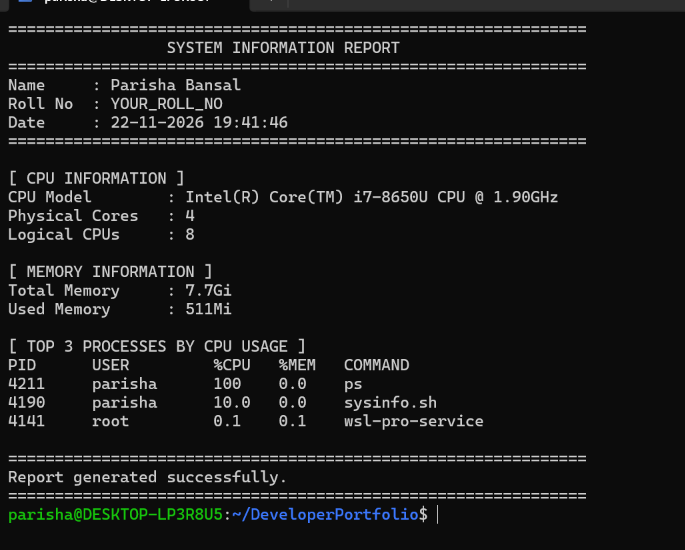 ==============================================================
                 SYSTEM INFORMATION REPORT
==============================================================
Name     : Parisha Bansal
Roll No  : YOUR_ROLL_NO
Date     : 22-11-2026 19:41:46
==============================================================

[ CPU INFORMATION ]
CPU Model        : Intel(R) Core(TM) i7-8650U CPU @ 1.90GHz
Physical Cores   : 4
Logical CPUs     : 8

[ MEMORY INFORMATION ]
Total Memory     : 7.7Gi
Used Memory      : 511Mi

[ TOP 3 PROCESSES BY CPU USAGE ]
PID      USER         %CPU   %MEM   COMMAND
4211     parisha      100    0.0    ps
4190     parisha      10.0   0.0    sysinfo.sh
4141     root         0.1    0.1    wsl-pro-service

==============================================================
Report generated successfully.
==============================================================
parisha@DESKTOP-LP3R8U5:~/DeveloperPortfolio$